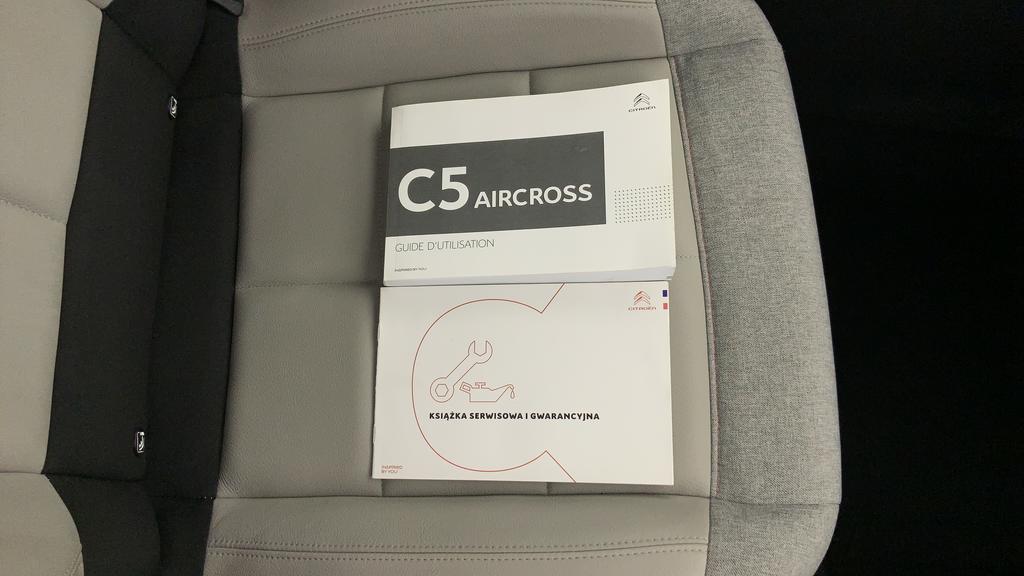 CITROËN
C5 AIRCROSS
GUIDE D'UTILISATION
INSPIRED BY YOU
CITROËN
KSIĄŻKA SERWISOWA I GWARANCYJNA
INSPIRED
BY YOU